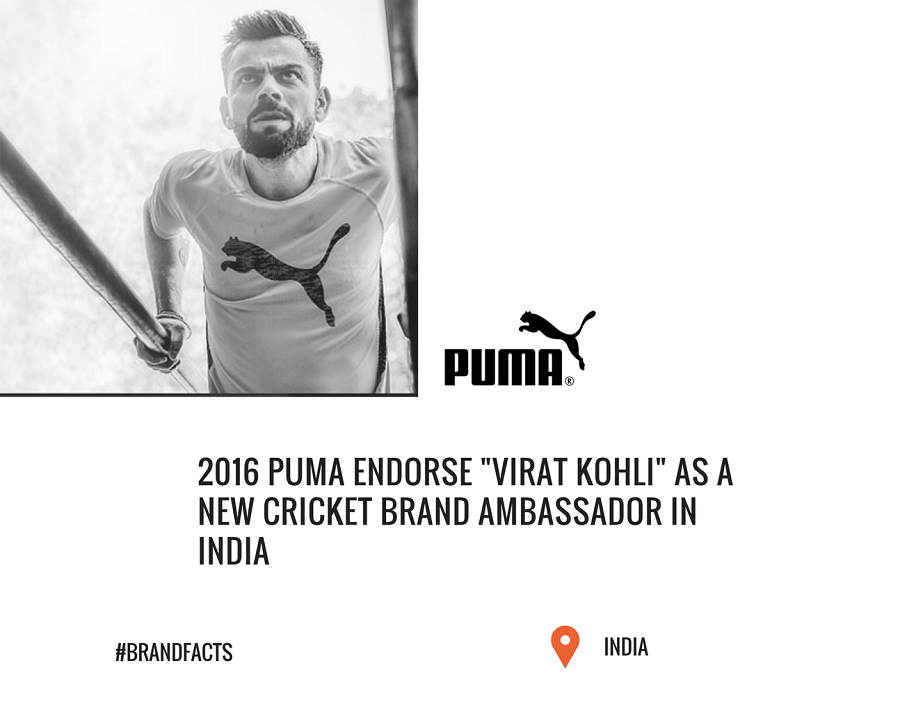 PUMA®
2016 PUMA ENDORSE "VIRAT KOHLI" AS A
NEW CRICKET BRAND AMBASSADOR IN
INDIA
#BRANDFACTS
INDIA